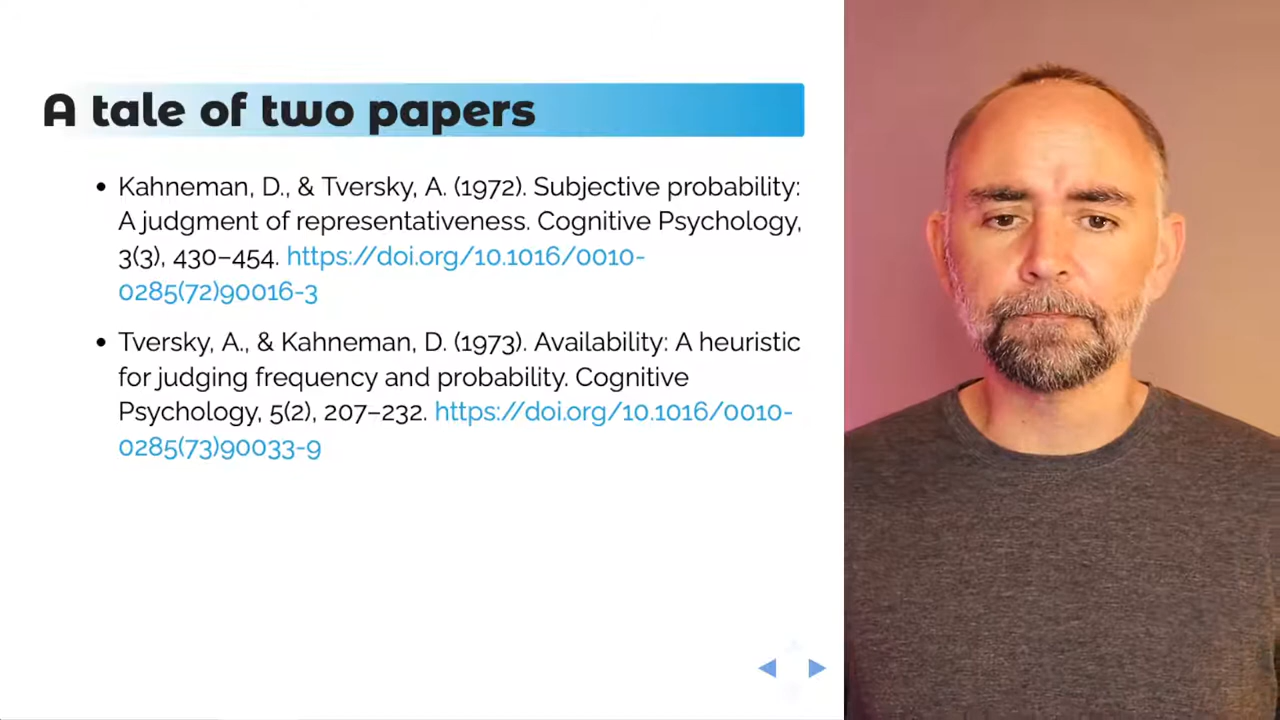 A tale of two papers
• Kahneman, D., & Tversky, A. (1972). Subjective probability:
A judgment of representativeness. Cognitive Psychology,
3(3), 430–454. https://doi.org/10.1016/0010-
0285(72)90016-3
• Tversky, A., & Kahneman, D. (1973). Availability: A heuristic
for judging frequency and probability. Cognitive
Psychology, 5(2), 207–232. https://doi.org/10.1016/0010-
0285(73)90033-9